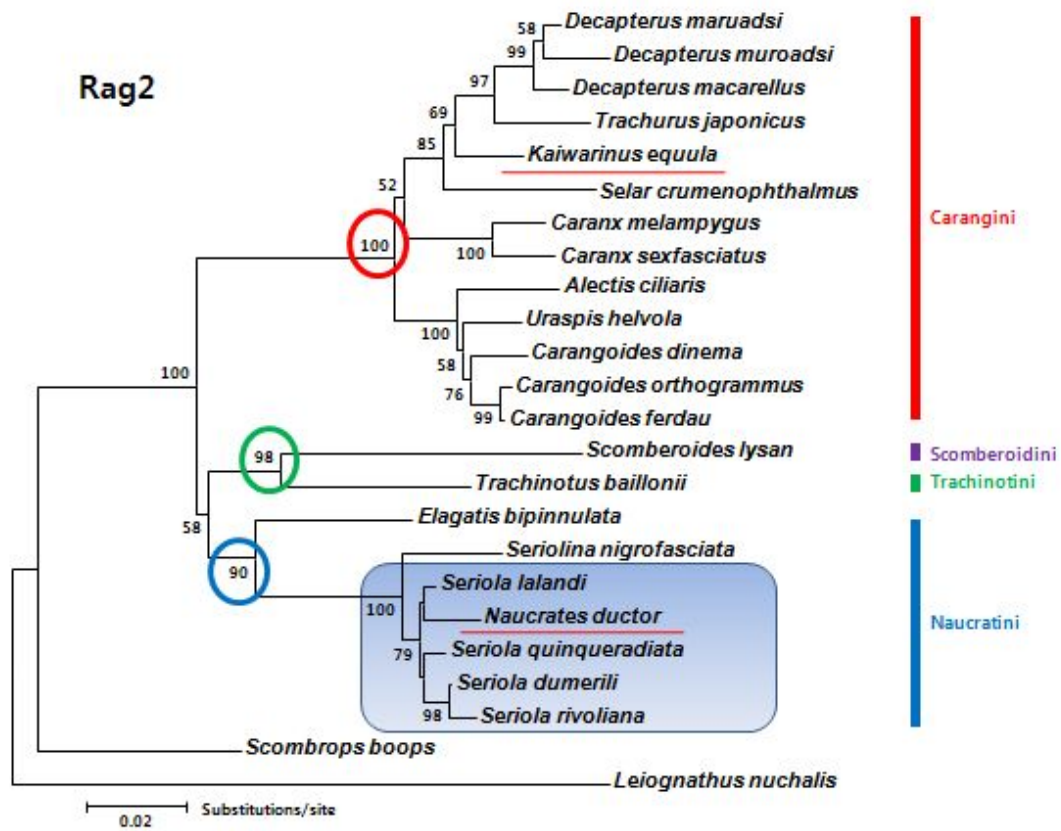 Rag2
58
Decapterus maruadsi
99
Decapterus muroadsi
97
Decapterus macarellus
69
Trachurus japonicus
85
Kaiwarinus equula
52
Selar crumenophthalmus
100
Caranx melampygus
100
Caranx sexfasciatus
Alectis ciliaris
100
Uraspis helvola
58
Carangoides dinema
76
Carangoides orthogrammus
99
Carangoides ferdau
Carangini
100
98
Scomberoides lysan
Scomberoidini
Trachinotus baillonii
Trachinotini
58
Elagatis bipinnulata
90
Seriolina nigrofasciata
100
Seriola lalandi
Naucrates ductor
79
Seriola quinqueradiata
Seriola dumerili
98
Seriola rivoliana
Naucratini
Scombrops boops
Leiognathus nuchalis
0.02
Substitutions/site